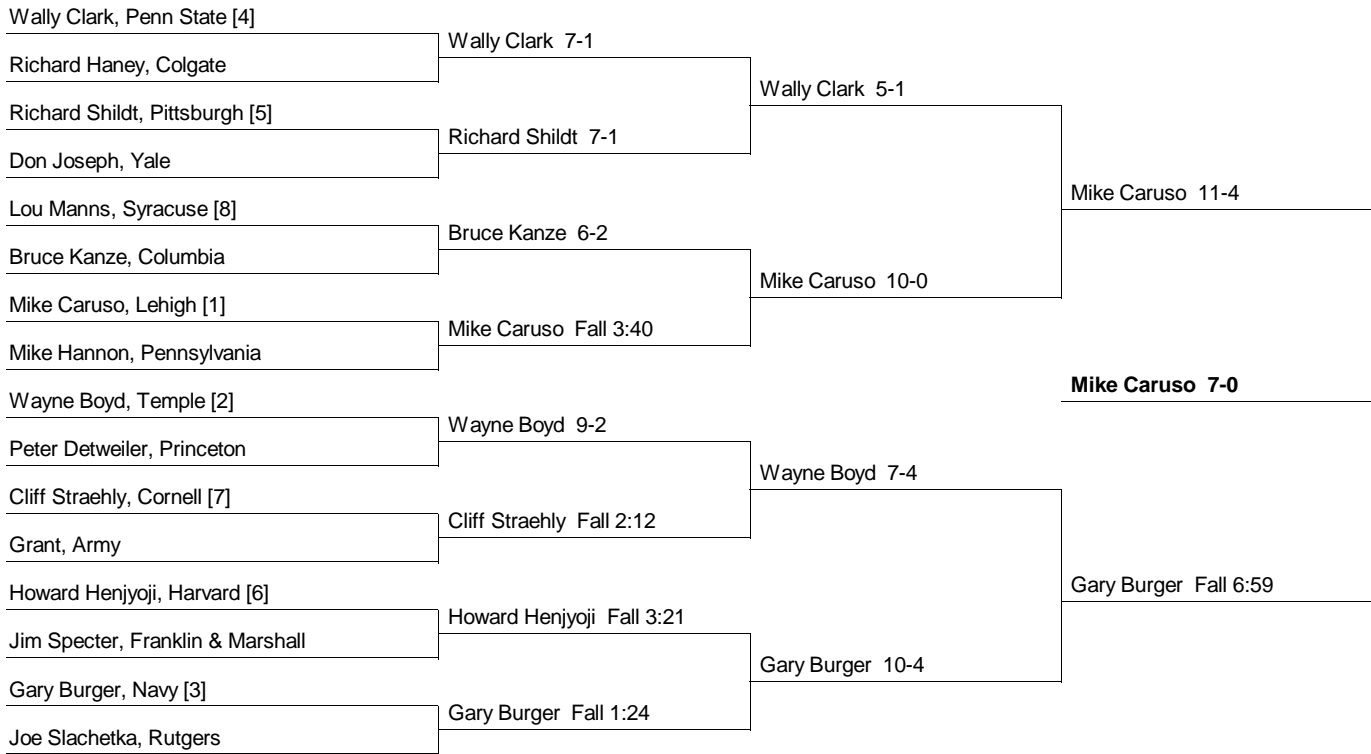 Wally Clark, Penn State [4]
Richard Haney, Colgate
Richard Shildt, Pittsburgh [5]
Don Joseph, Yale
Lou Manns, Syracuse [8]
Bruce Kanze, Columbia
Mike Caruso, Lehigh [1]
Mike Hannon, Pennsylvania
Wayne Boyd, Temple [2]
Peter Detweiler, Princeton
Cliff Straehly, Cornell [7]
Grant, Army
Howard Henjyoji, Harvard [6]
Jim Specter, Franklin & Marshall
Gary Burger, Navy [3]
Joe Slachetka, Rutgers
Wally Clark 7-1
Richard Shildt 7-1
Bruce Kanze 6-2
Mike Caruso Fall 3:40
Wayne Boyd 9-2
Cliff Straehly Fall 2:12
Howard Henjyoji Fall 3:21
Gary Burger Fall 1:24
Wally Clark 5-1
Mike Caruso 10-0
Wayne Boyd 7-4
Gary Burger 10-4
Mike Caruso 11-4
Gary Burger Fall 6:59
Mike Caruso 7-0